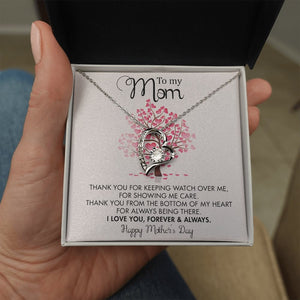 To my
Mom
THANK YOU FOR KEEPING WATCH OVER ME,
FOR SHOWING ME CARE.
THANK YOU FROM THE BOTTOM OF MY HEART
FOR ALWAYS BEING THERE.
I LOVE YOU, FOREVER & ALWAYS.
Happy Mother's Day